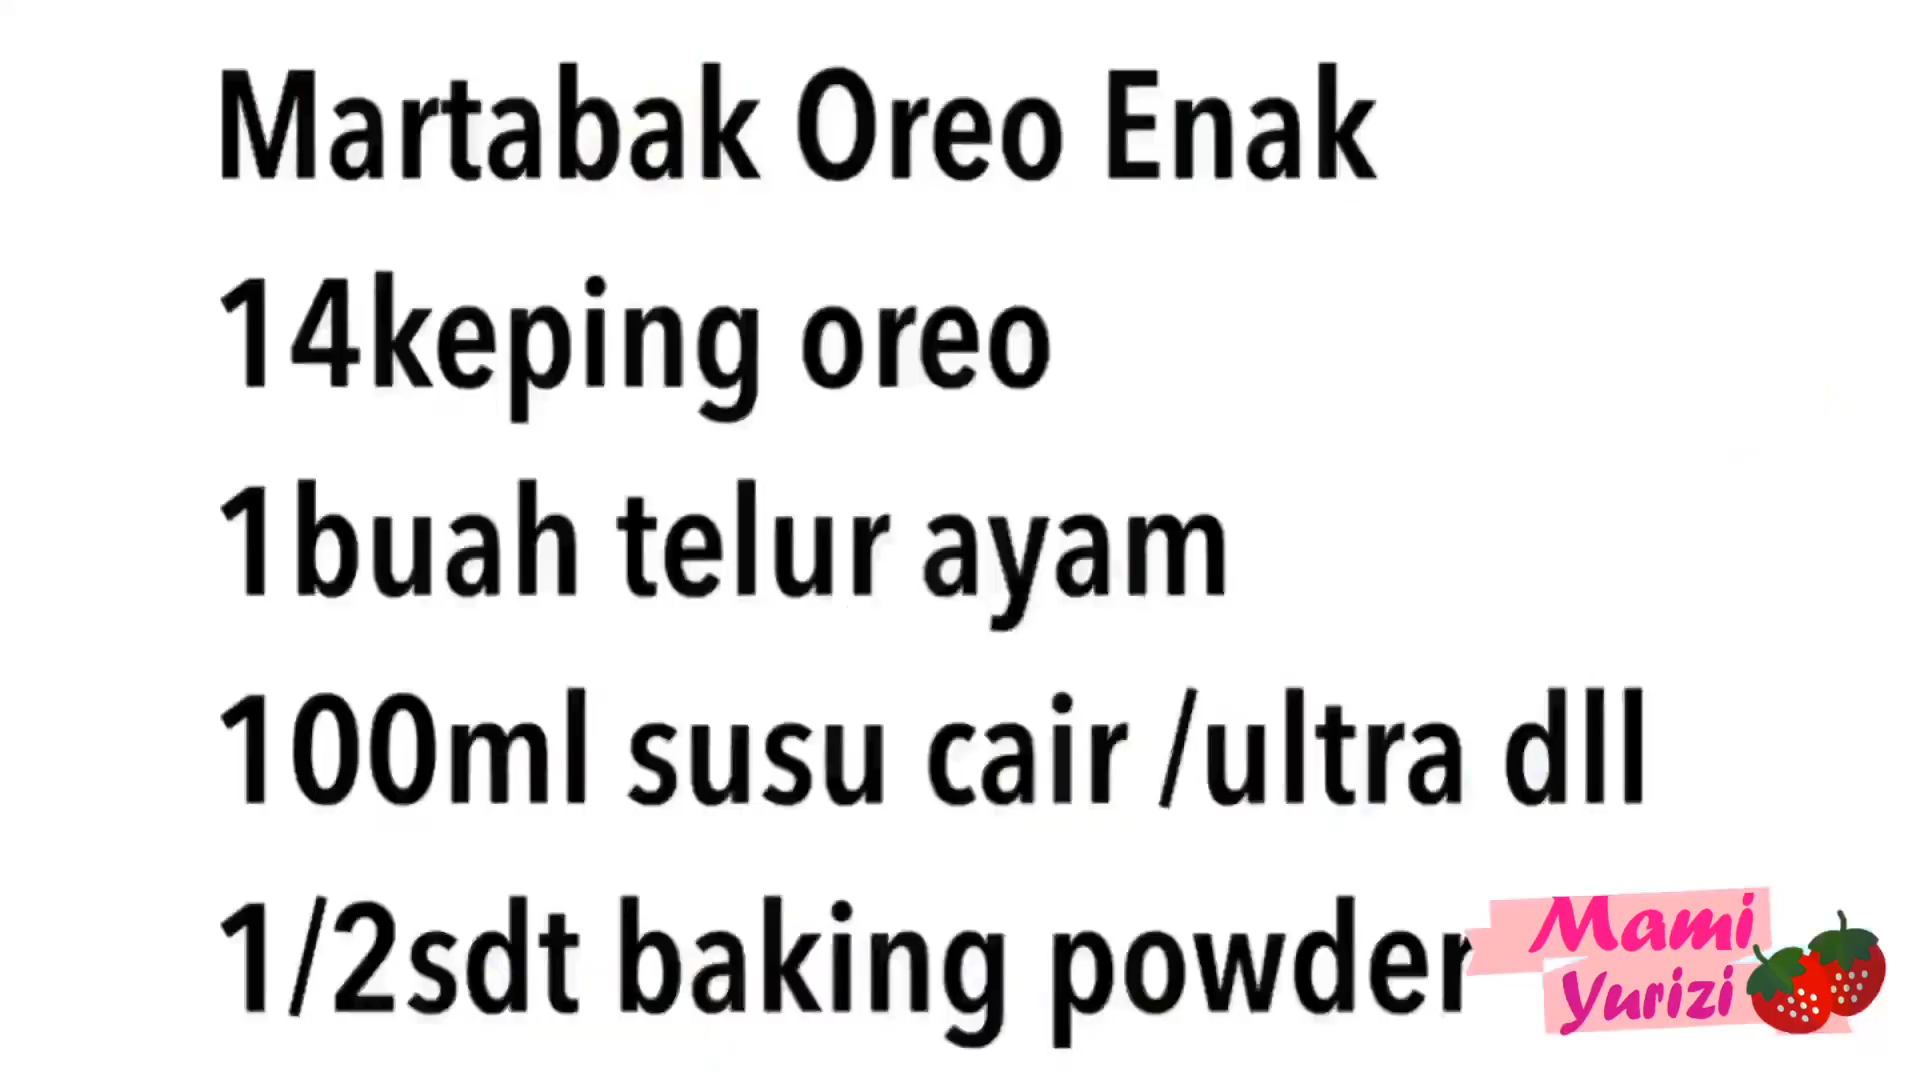 Martabak Oreo Enak
14keping oreo
1buah telur ayam
100ml susu cair /ultra dll
1/2sdt baking powder
Mami
Yurizi